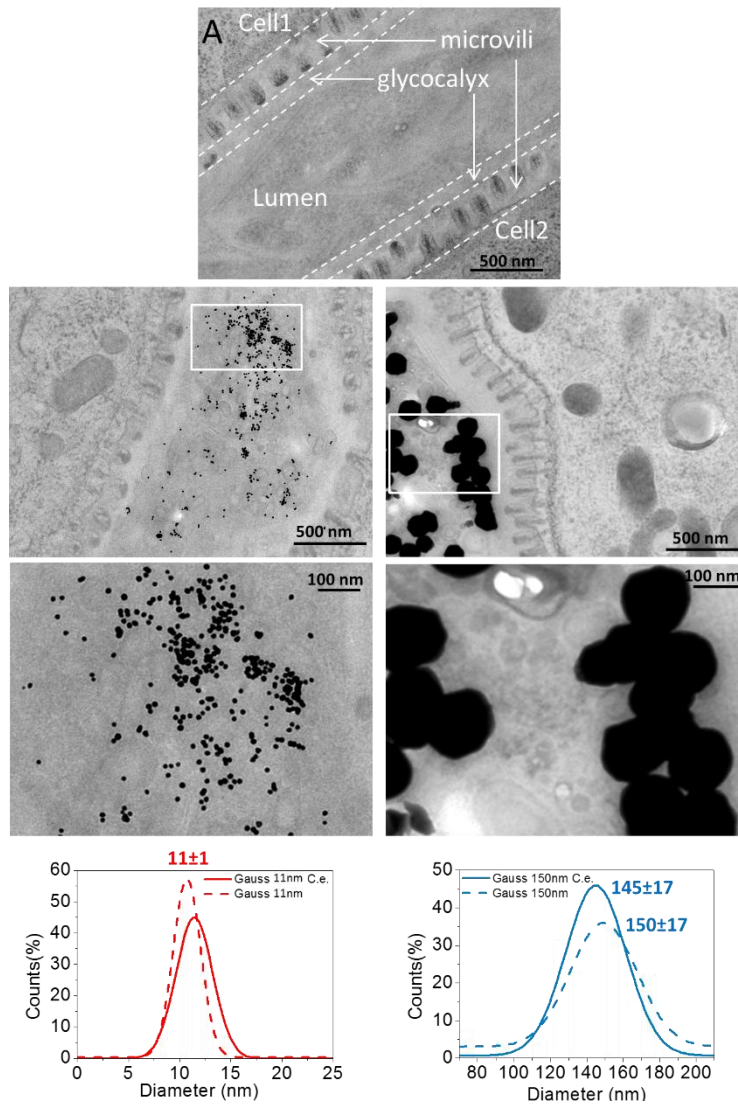 A
Cell1
microvili
glycocalyx
Lumen
Cell2
500 nm
500 nm
500 nm
100 nm
100 nm
11±1
Gauss 11nm C.e.
Gauss 11nm
Counts(%)
60
50
40
30
20
10
0
0 5 10 15 20 25
Diameter (nm)
Gauss 150nm C.e.
Gauss 150nm
145±17
150±17
Counts(%)
50
40
30
20
10
0
80 100 120 140 160 180 200
Diameter (nm)